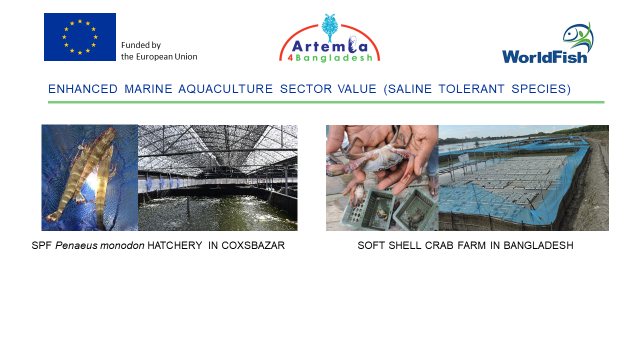 Funded by
the European Union
Artemia
4Bangladesh
WorldFish
ENHANCED MARINE AQUACULTURE SECTOR VALUE (SALINE TOLERANT SPECIES)
SPF Penaeus monodon HATCHERY IN COXSBAZAR
SOFT SHELL CRAB FARM IN BANGLADESH